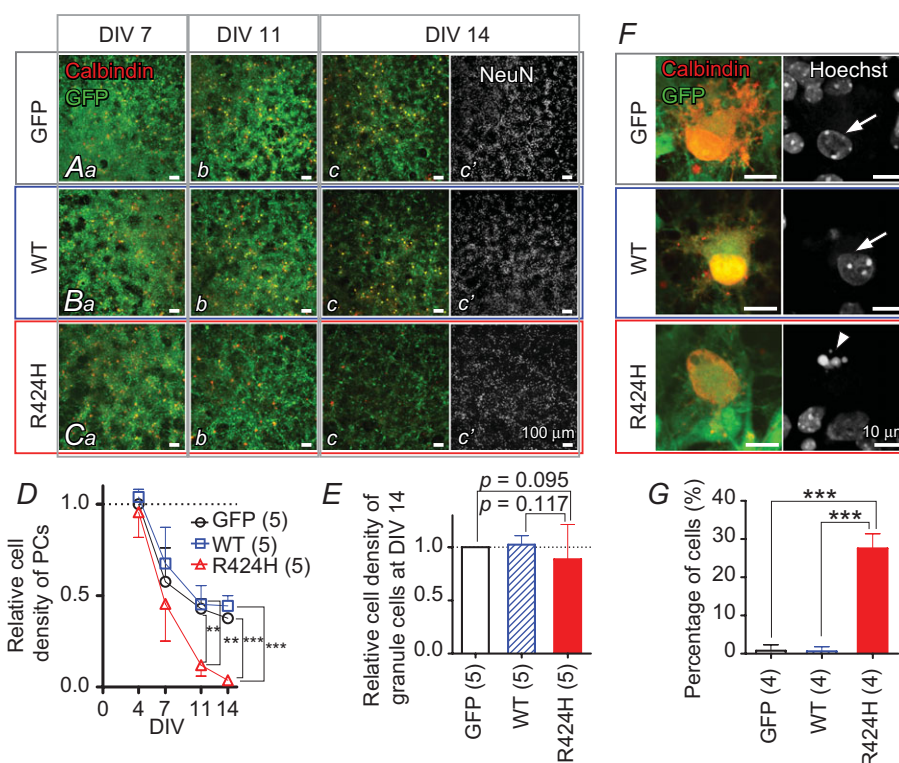 DIV 7 DIV 11 DIV 14
GFP
Calbindin
GFP
Aa b c NeuN c'
WT
Ba b c c'
R424H
Ca b c 100 μm c'
F
GFP
Calbindin Hoechst
GFP
WT
R424H
10 μm
D
Relative cell
density of PCs
1.0
0.5
0.0
GFP (5)
WT (5)
R424H (5)
** ** *** ***
0 4 7 11 14
DIV
E
Relative cell density of
granule cells at DIV 14
p = 0.095
p = 0.117
1.0
0.5
0.0
GFP (5) WT (5) R424H (5)
G
Percentage of cells (%)
***
***
40
30
20
10
0
GFP (4) WT (4) R424H (4)